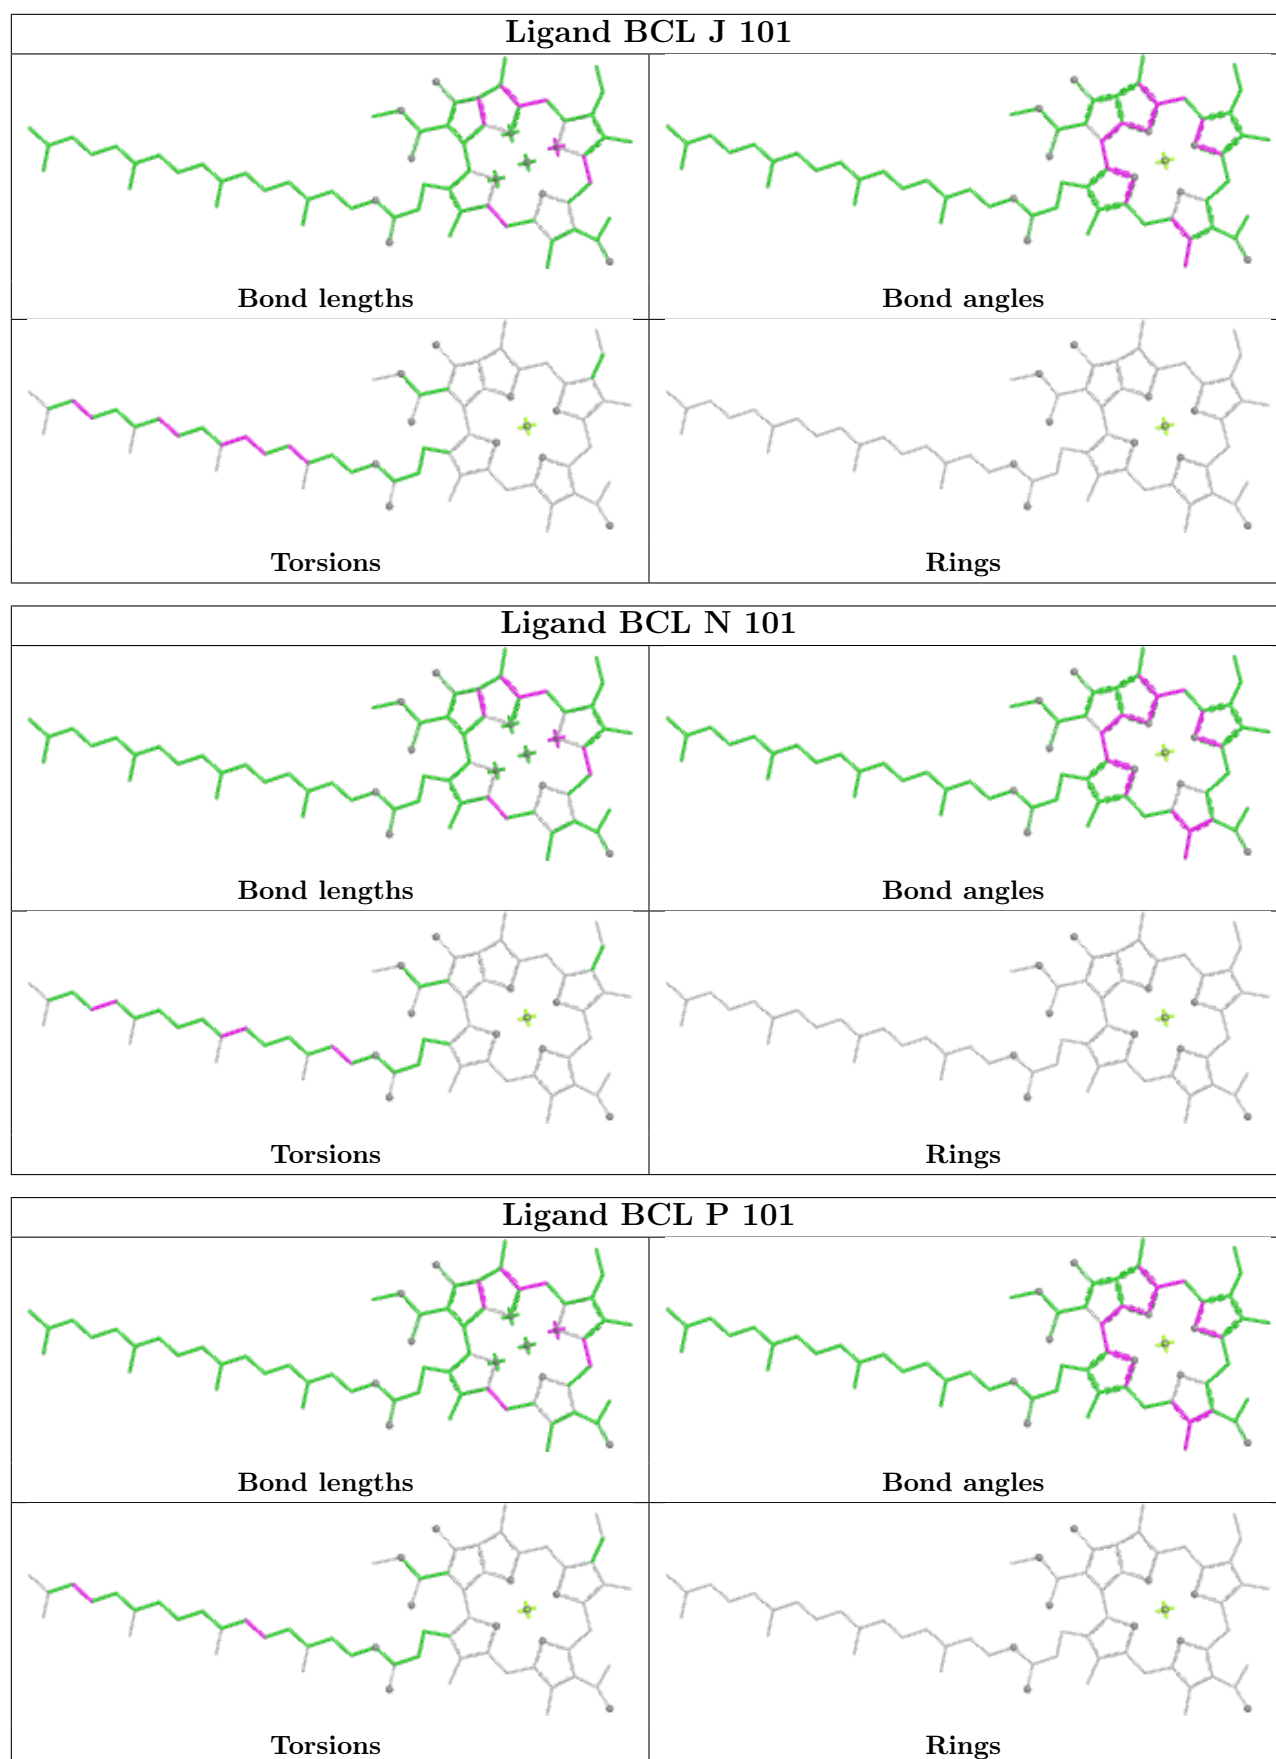 Ligand BCL J 101
Bond lengths
Bond angles
Torsions
Rings
Ligand BCL N 101
Bond lengths
Bond angles
Torsions
Rings
Ligand BCL P 101
Bond lengths
Bond angles
Torsions
Rings